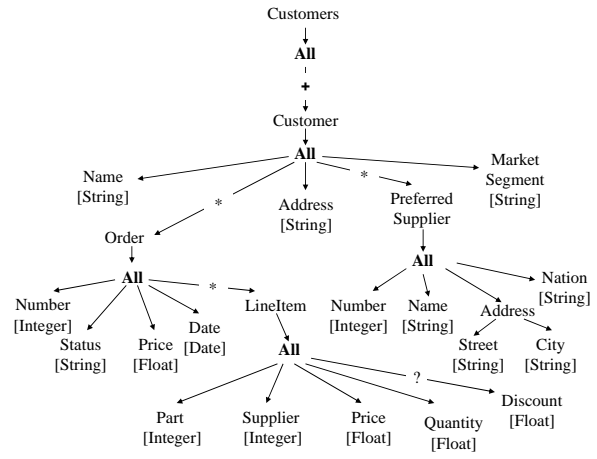 Customers
All
+
Customer
All
Name
[String]
*
Address
[String]
*
Preferred
Supplier
Market
Segment
[String]
Order
All
Number
[Integer]
Status
[String]
Price
[Float]
Date
[Date]
*
LineItem
All
Number
[Integer]
Name
[String]
Address
Nation
[String]
Street
[String]
City
[String]
All
Part
[Integer]
Supplier
[Integer]
Price
[Float]
Quantity
[Float]
?
Discount
[Float]